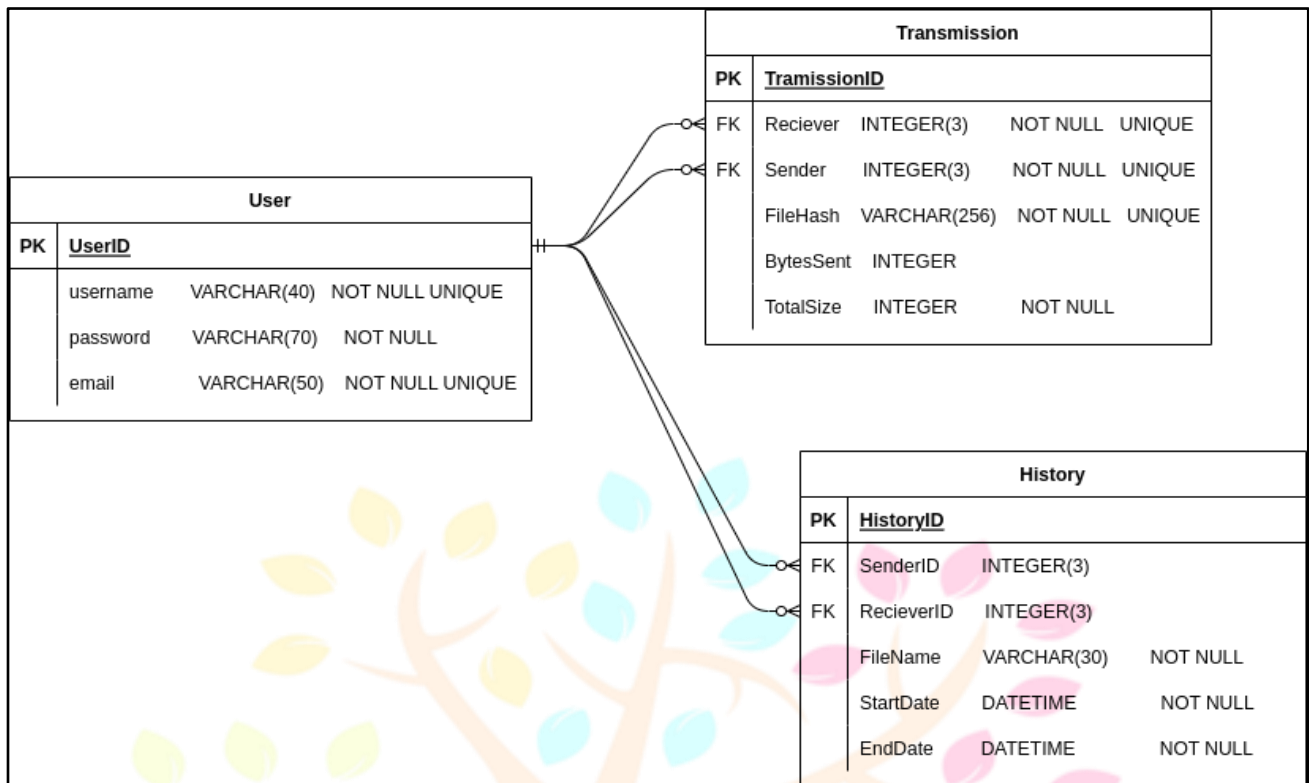 Transmission
PK TramissionID
FK Reciever INTEGER(3) NOT NULL UNIQUE
FK Sender INTEGER(3) NOT NULL UNIQUE
FileHash VARCHAR(256) NOT NULL UNIQUE
BytesSent INTEGER
TotalSize INTEGER NOT NULL
User
PK UserID
username VARCHAR(40) NOT NULL UNIQUE
password VARCHAR(70) NOT NULL
email VARCHAR(50) NOT NULL UNIQUE
History
PK HistoryID
FK SenderID INTEGER(3)
FK RecieverID INTEGER(3)
FileName VARCHAR(30) NOT NULL
StartDate DATETIME NOT NULL
EndDate DATETIME NOT NULL